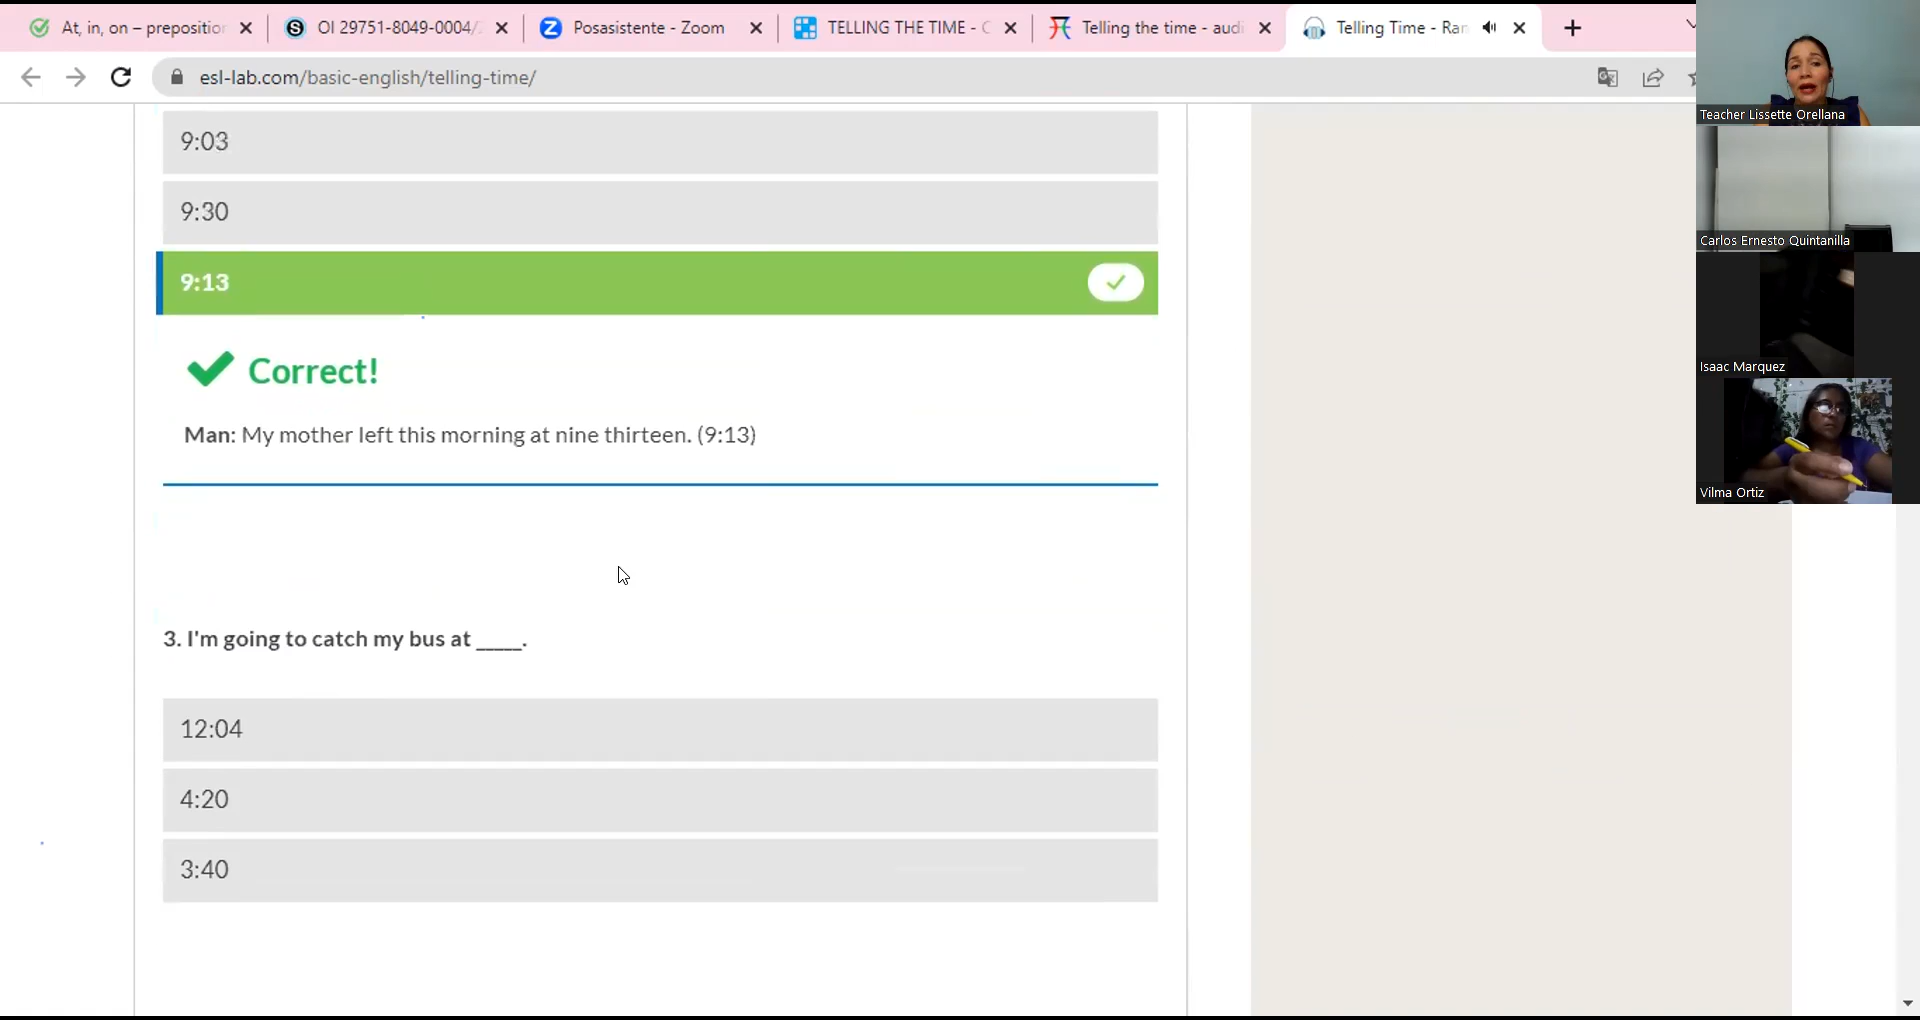 At, in, on – prepositio
OI 29751-8049-0004/
Posasistente - Zoom
TELLING THE TIME - C
Telling the time - audi
Telling Time - Ran
esl-lab.com/basic-english/telling-time/
Teacher Lissette Orellana
Carlos Ernesto Quintanilla
Isaac Marquez
Vilma Ortiz
9:03
9:30
9:13
Correct!
Man: My mother left this morning at nine thirteen. (9:13)
3. I'm going to catch my bus at _____.
12:04
4:20
3:40